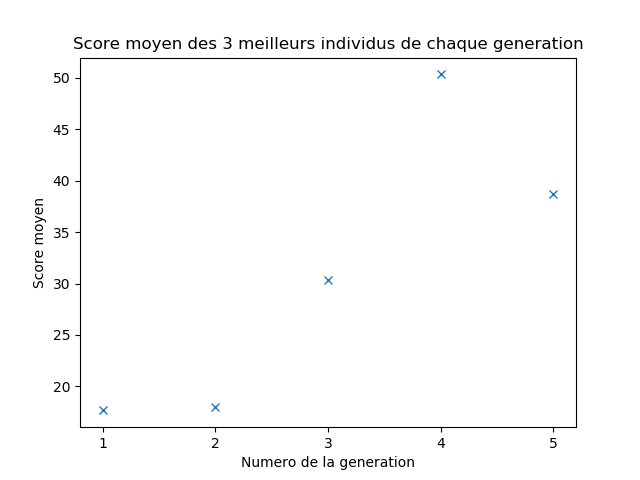 Score moyen des 3 meilleurs individus de chaque generation
50
45
40
35
30
25
20
Score moyen
1 2 3 4 5
Numero de la generation